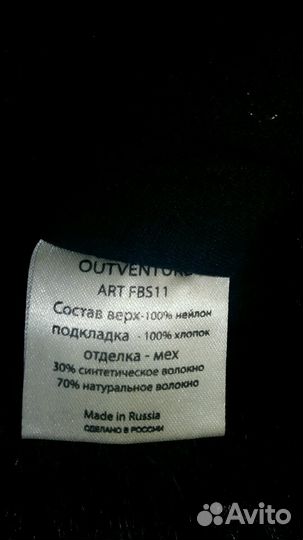 OUTVENTURE
ART FBS11
Состав верх-100% нейлон
подкладка - 100% хлопок
отделка - мех
30% синтетическое волокно
70% натуральное волокно
Made in Russia
СДЕЛАНО В РОССИИ
Avito